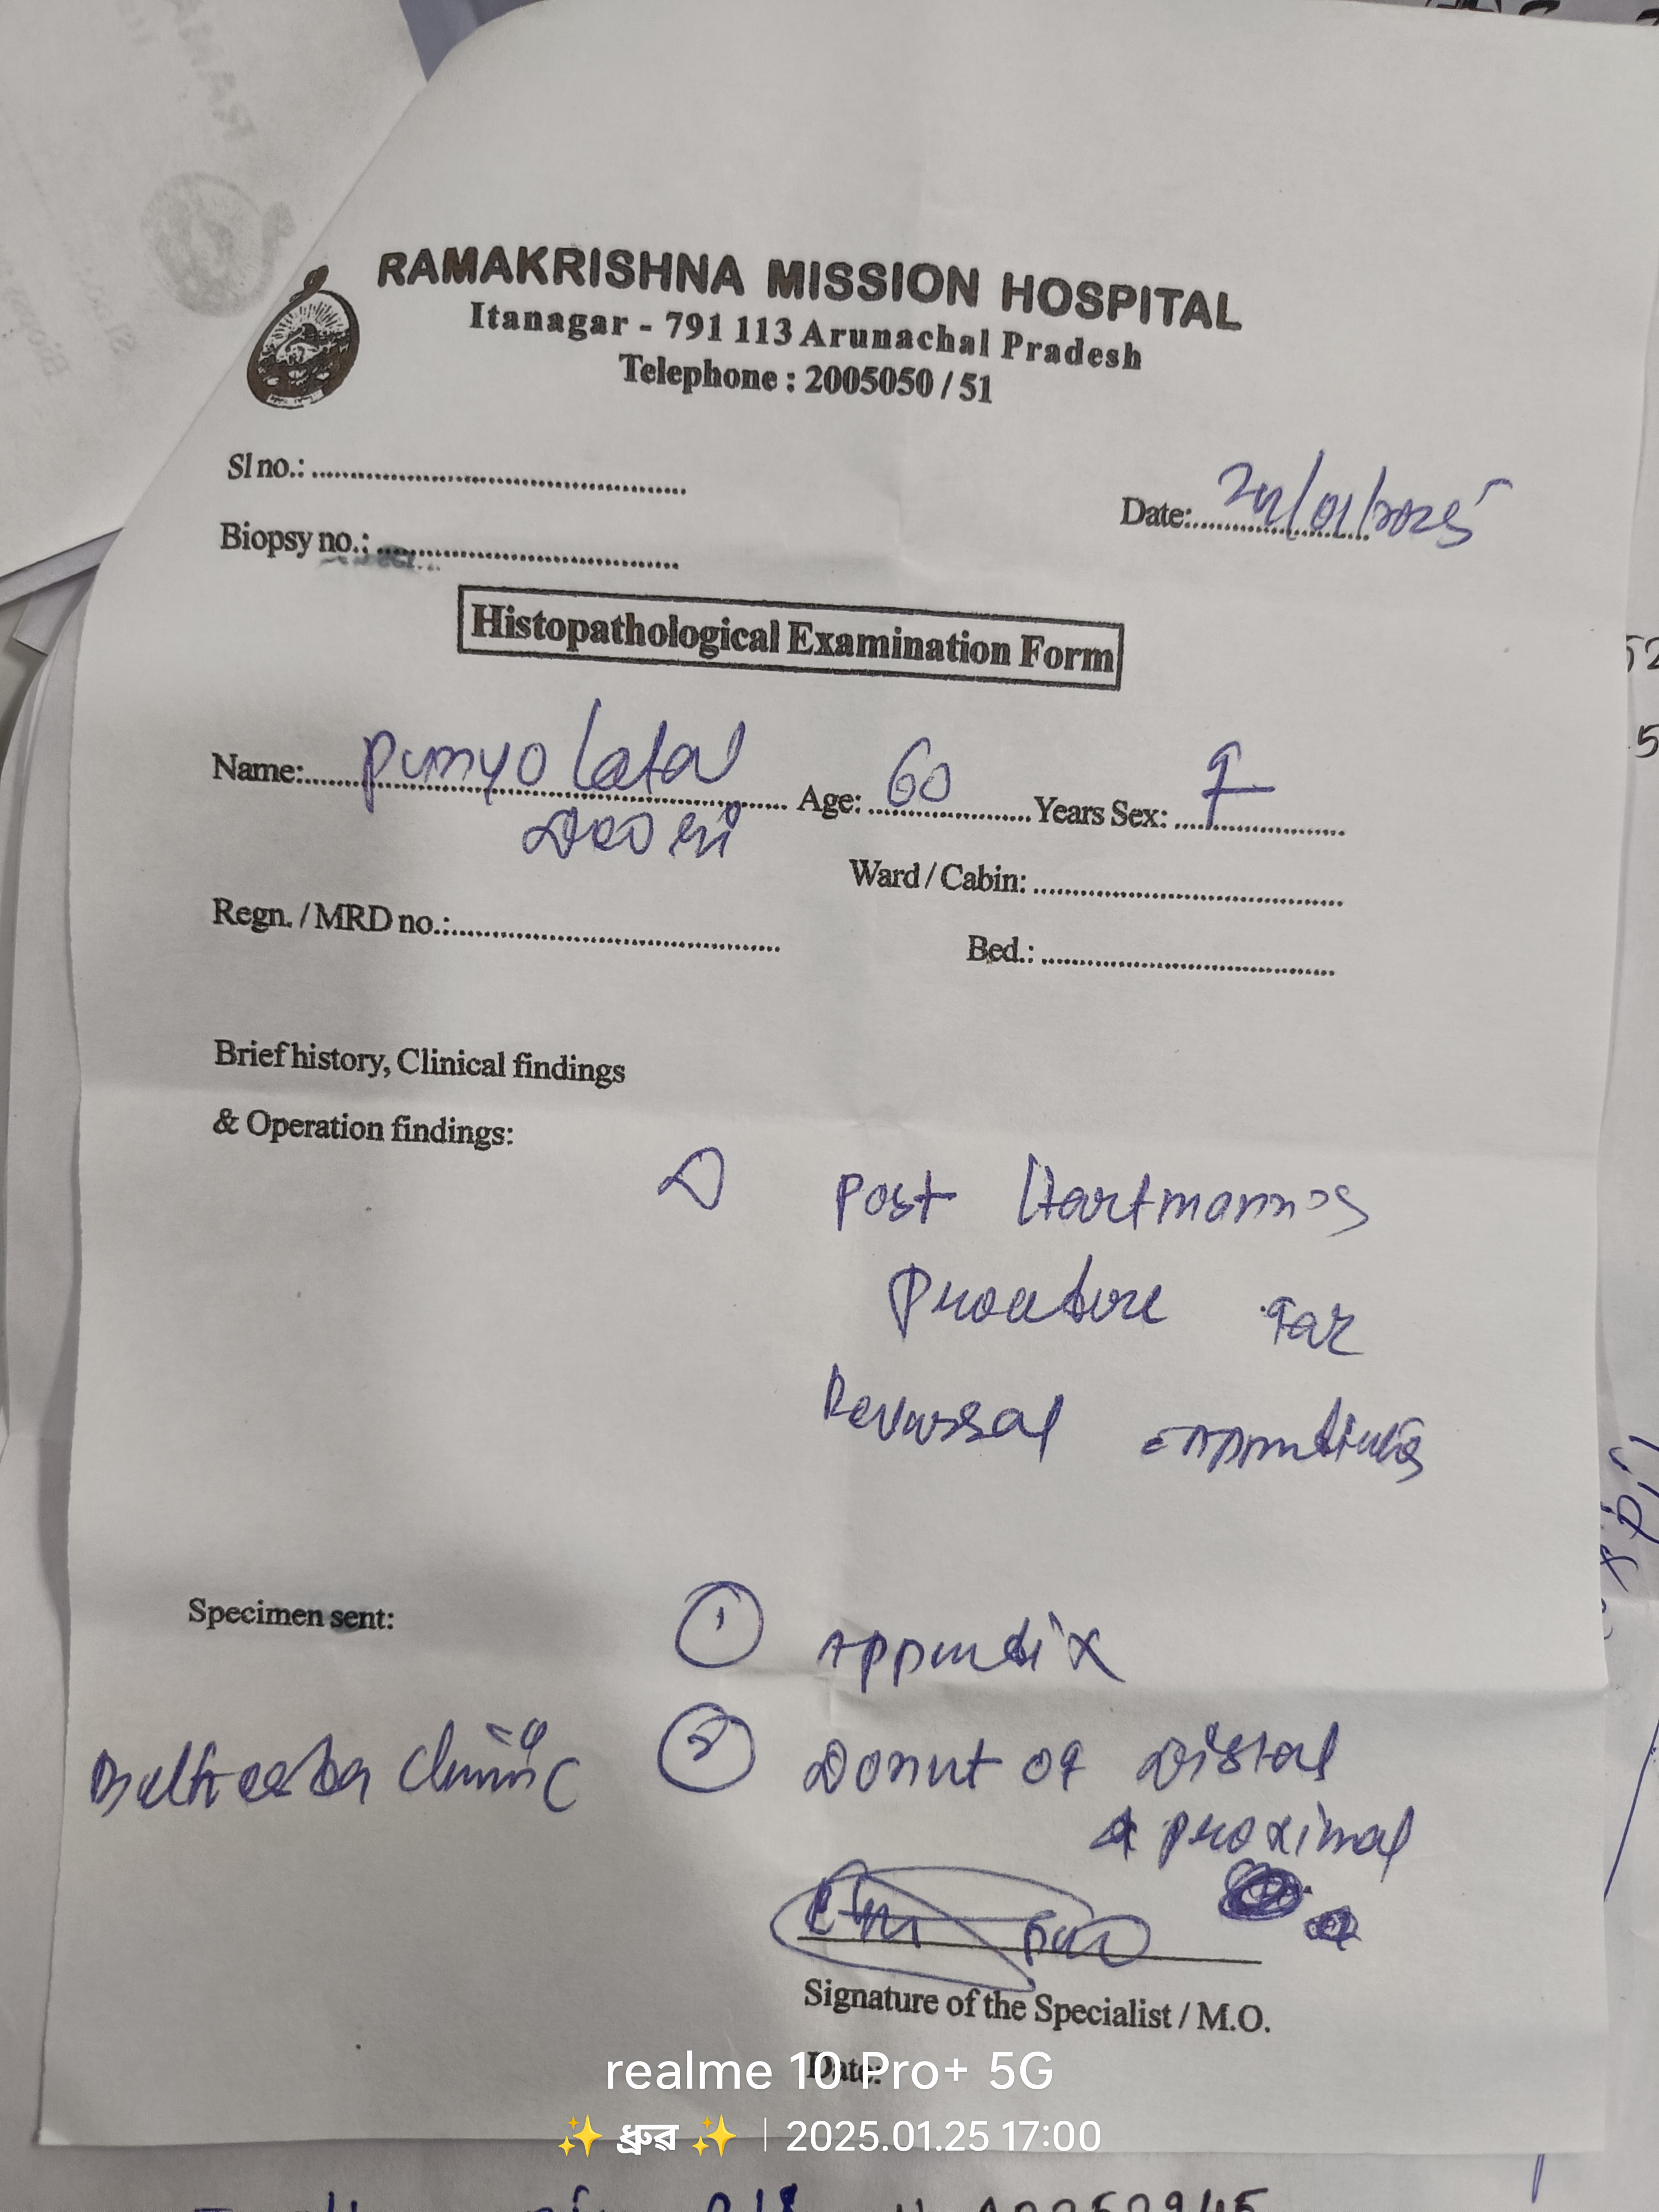 RAMAKRISHNA MISSION HOSPITAL
Itanagar - 791 113 Arunachal Pradesh
Telephone : 2005050 / 51
Sl no.:
Date:
Biopsy no.:
Histopathological Examination Form
Name: Punyo Lata Age: 60 Years Sex: F
Ward / Cabin:
Regn. / MRD no.:
Bed.:
Brief history, Clinical findings
& Operation findings:
Post Hartmann's
Procedure For
Reversal
Specimen sent:
1 Appendix
2 Donut of Distal
& proximal
Clinic
Signature of the Specialist / M.O.
Date:
realme 10 Pro+ 5G
✨ ধ্রুৱ ✨ | 2025.01.25 17:00